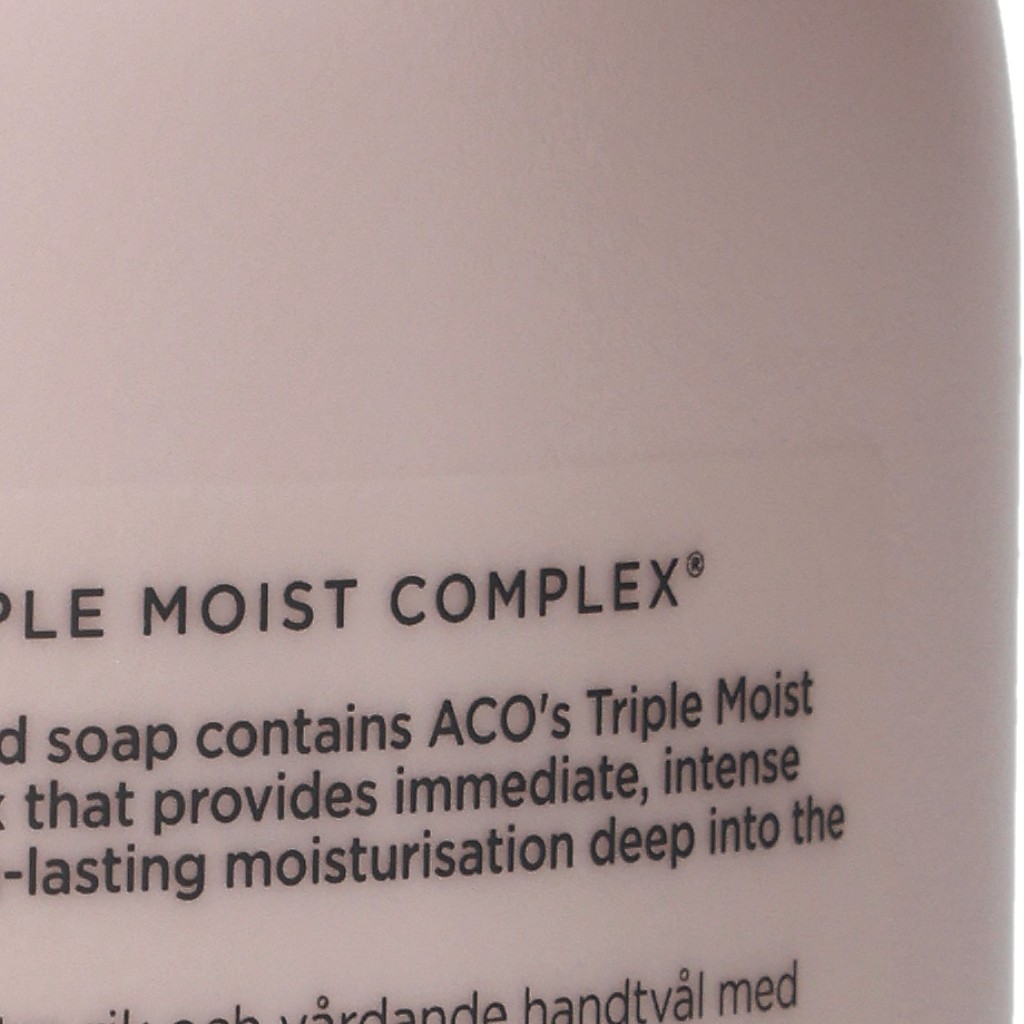 PLE MOIST COMPLEX®
d soap contains ACO's Triple Moist
that provides immediate, intense
-lasting moisturisation deep into the
och vårdande handtvål med